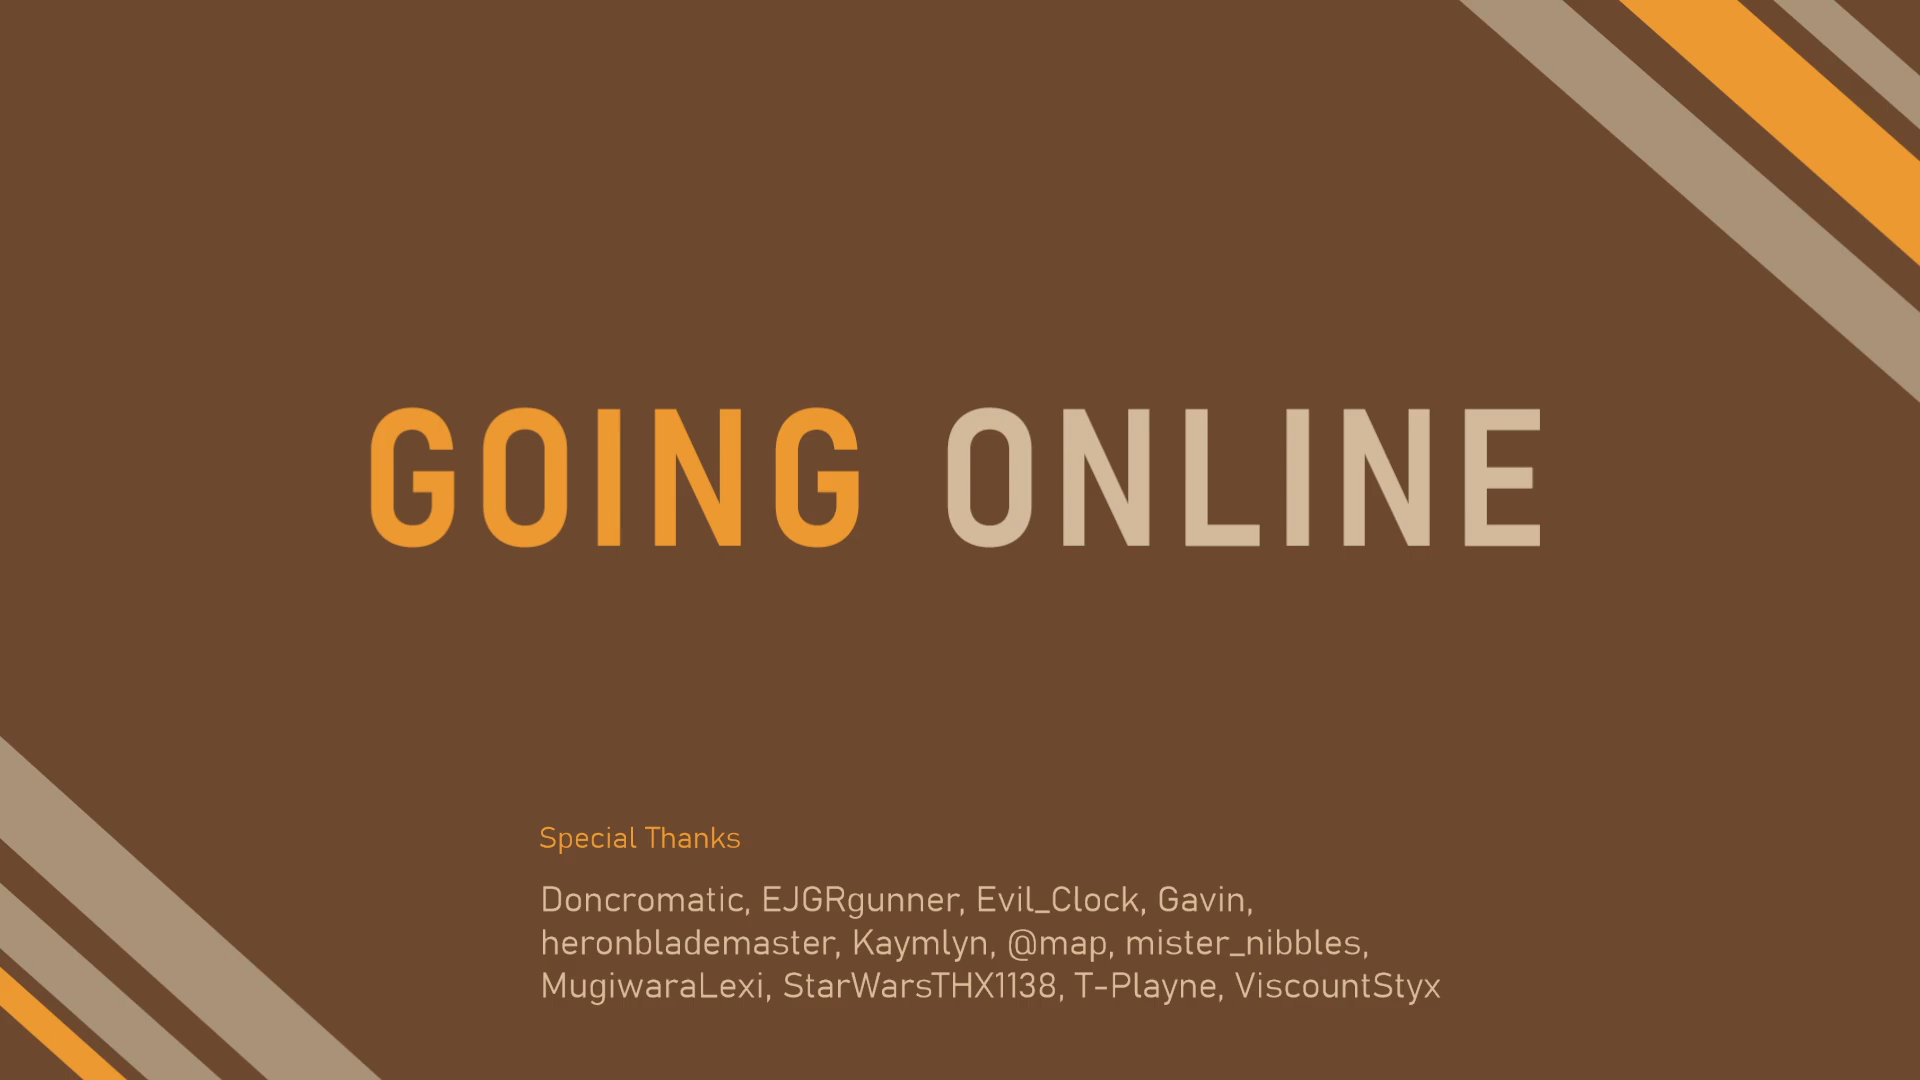 GOING ONLINE
Special Thanks
Doncromatic, EJGRgunner, Evil_Clock, Gavin,
heronblademaster, Kaymlyn, @map, mister_nibbles,
MugiwaraLexi, StarWarsTHX1138, T-Playne, ViscountStyx